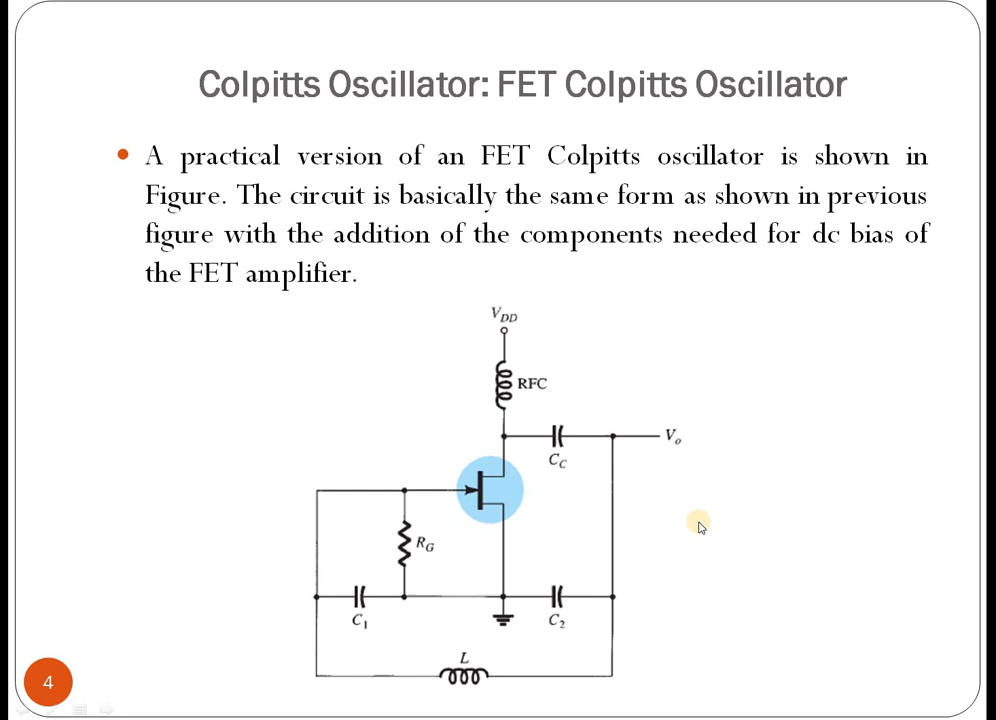 Colpitts Oscillator: FET Colpitts Oscillator
• A practical version of an FET Colpitts oscillator is shown in
Figure. The circuit is basically the same form as shown in previous
figure with the addition of the components needed for dc bias of
the FET amplifier.
V_DD
RFC
V_o
C_C
R_G
C_1
C_2
L
4